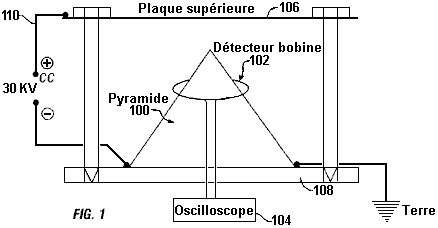 110
Plaque supérieure
106
Détecteur bobine
102
+
CC
30 KV
−
Pyramide
100
108
FIG. 1
Oscilloscope
104
Terre